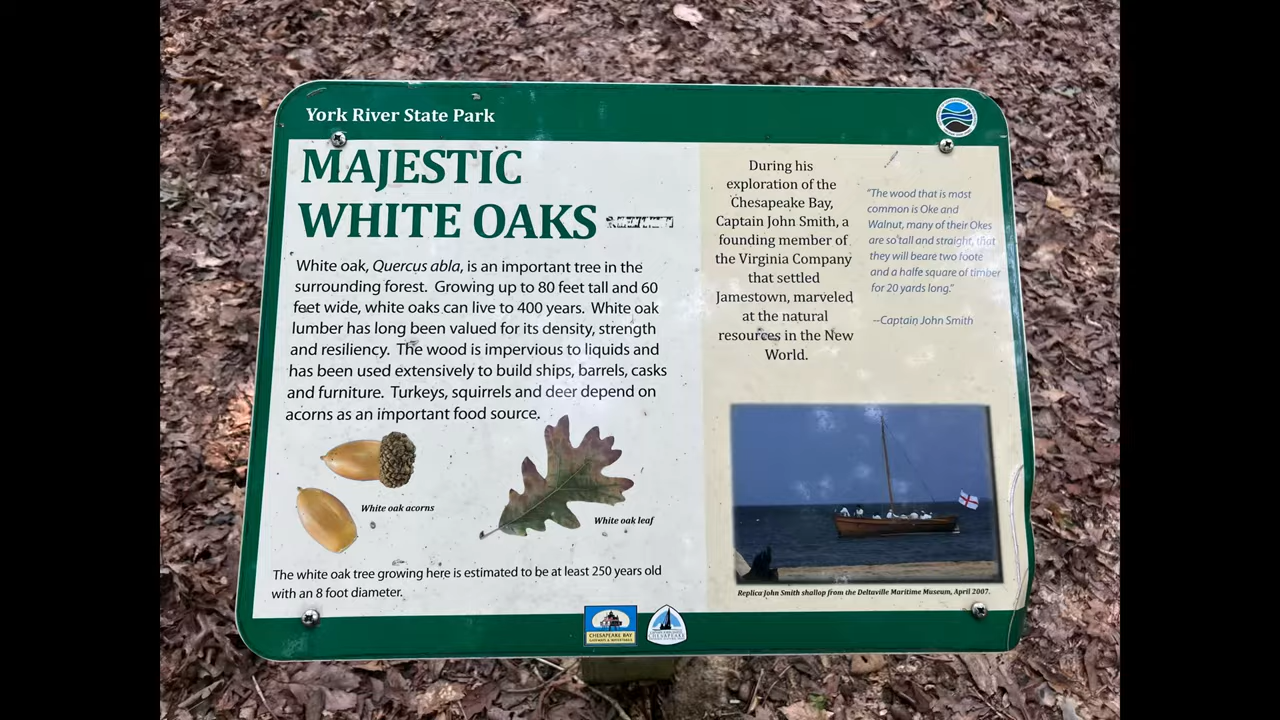 York River State Park
MAJESTIC
WHITE OAKS
White oak, Quercus abla, is an important tree in the
surrounding forest. Growing up to 80 feet tall and 60
feet wide, white oaks can live to 400 years. White oak
lumber has long been valued for its density, strength
and resiliency. The wood is impervious to liquids and
has been used extensively to build ships, barrels, casks
and furniture. Turkeys, squirrels and deer depend on
acorns as an important food source.
White oak acorns
White oak leaf
The white oak tree growing here is estimated to be at least 250 years old
with an 8 foot diameter.
During his
exploration of the
Chesapeake Bay,
Captain John Smith, a
founding member of
the Virginia Company
that settled
Jamestown, marveled
at the natural
resources in the New
World.
"The wood that is most
common is Oke and
Walnut, many of their Okes
are so tall and straight, that
they will beare two foote
and a halfe square of timber
for 20 yards long."
--Captain John Smith
Replica John Smith shallop from the Deltaville Maritime Museum, April 2007.
CHESAPEAKE BAY
CHESAPEAKE